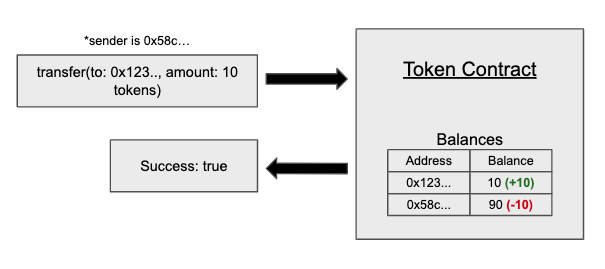 *sender is 0x58c...
transfer(to: 0x123.., amount: 10
tokens)
Success: true
Token Contract
Balances
Address Balance
0x123... 10 (+10)
0x58c... 90 (-10)